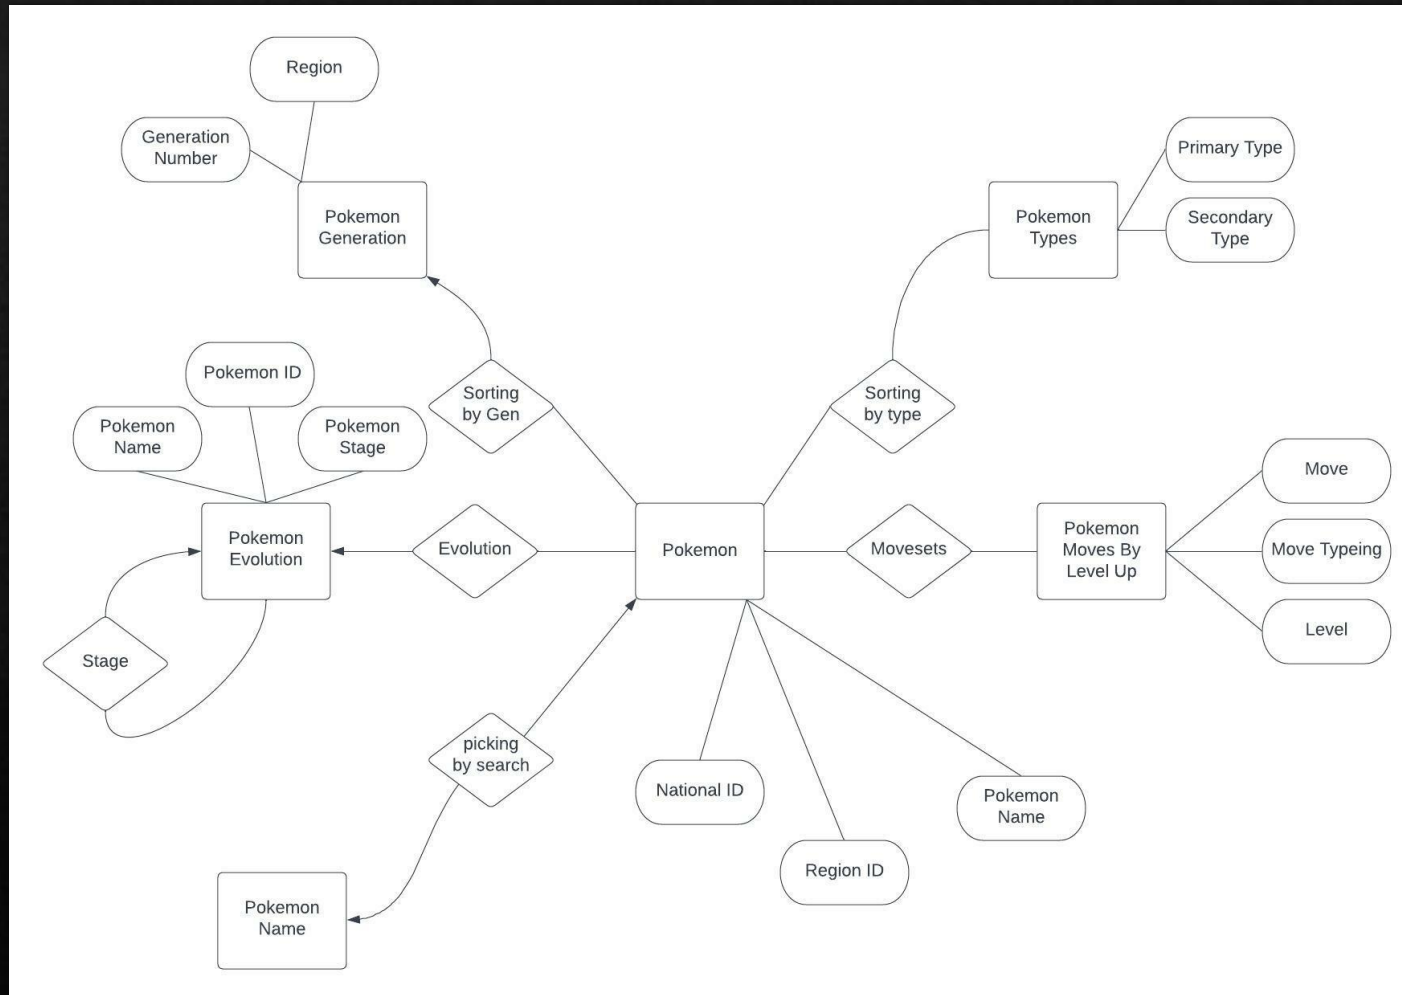 Region
Generation
Number
Pokemon
Generation
Primary Type
Secondary
Type
Pokemon
Types
Pokemon ID
Pokemon
Name
Pokemon
Stage
Sorting
by Gen
Sorting
by type
Pokemon
Evolution
Evolution
Pokemon
Movesets
Pokemon
Moves By
Level Up
Move
Move Typeing
Level
Stage
picking
by search
National ID
Region ID
Pokemon
Name
Pokemon
Name